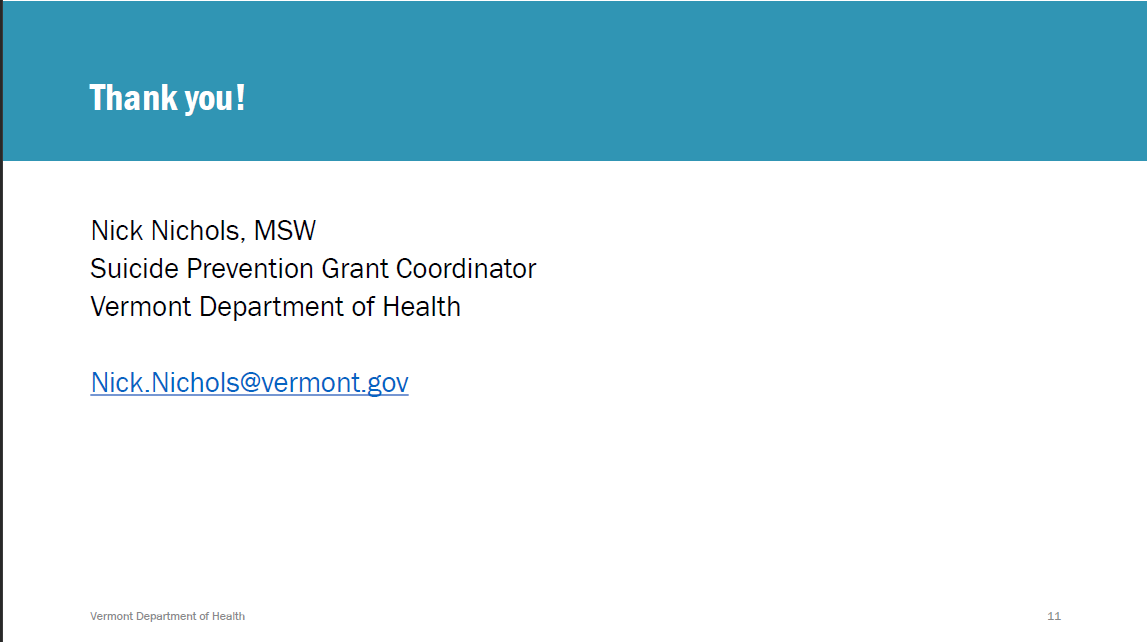 Thank you!
Nick Nichols, MSW
Suicide Prevention Grant Coordinator
Vermont Department of Health
Nick.Nichols@vermont.gov
Vermont Department of Health
11